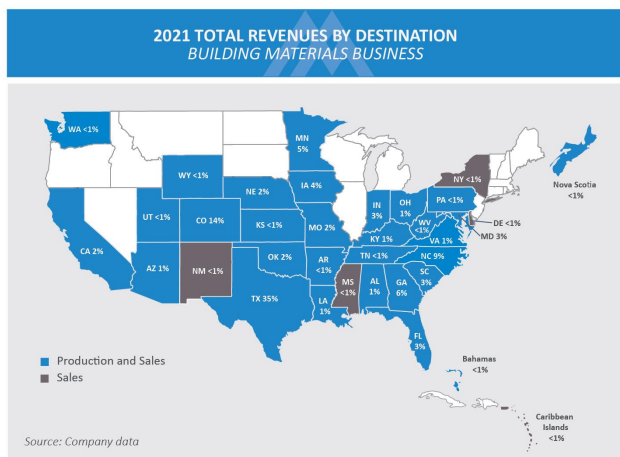 2021 TOTAL REVENUES BY DESTINATION
BUILDING MATERIALS BUSINESS
WA <1%
MN
5%
WY <1%
NY <1%
Nova Scotia
<1%
NE 2%
IA 4%
PA <1%
IN
3%
OH
1%
UT <1%
CO 14%
KS <1%
MO 2%
WV
<1%
DE <1%
MD 3%
CA 2%
KY 1%
VA 1%
AZ 1%
NM <1%
OK 2%
AR
<1%
TN <1%
NC 9%
SC
3%
MS
<1%
AL
1%
GA
6%
TX 35%
LA
1%
FL
3%
Production and Sales
Sales
Bahamas
<1%
Caribbean
Islands
<1%
Source: Company data